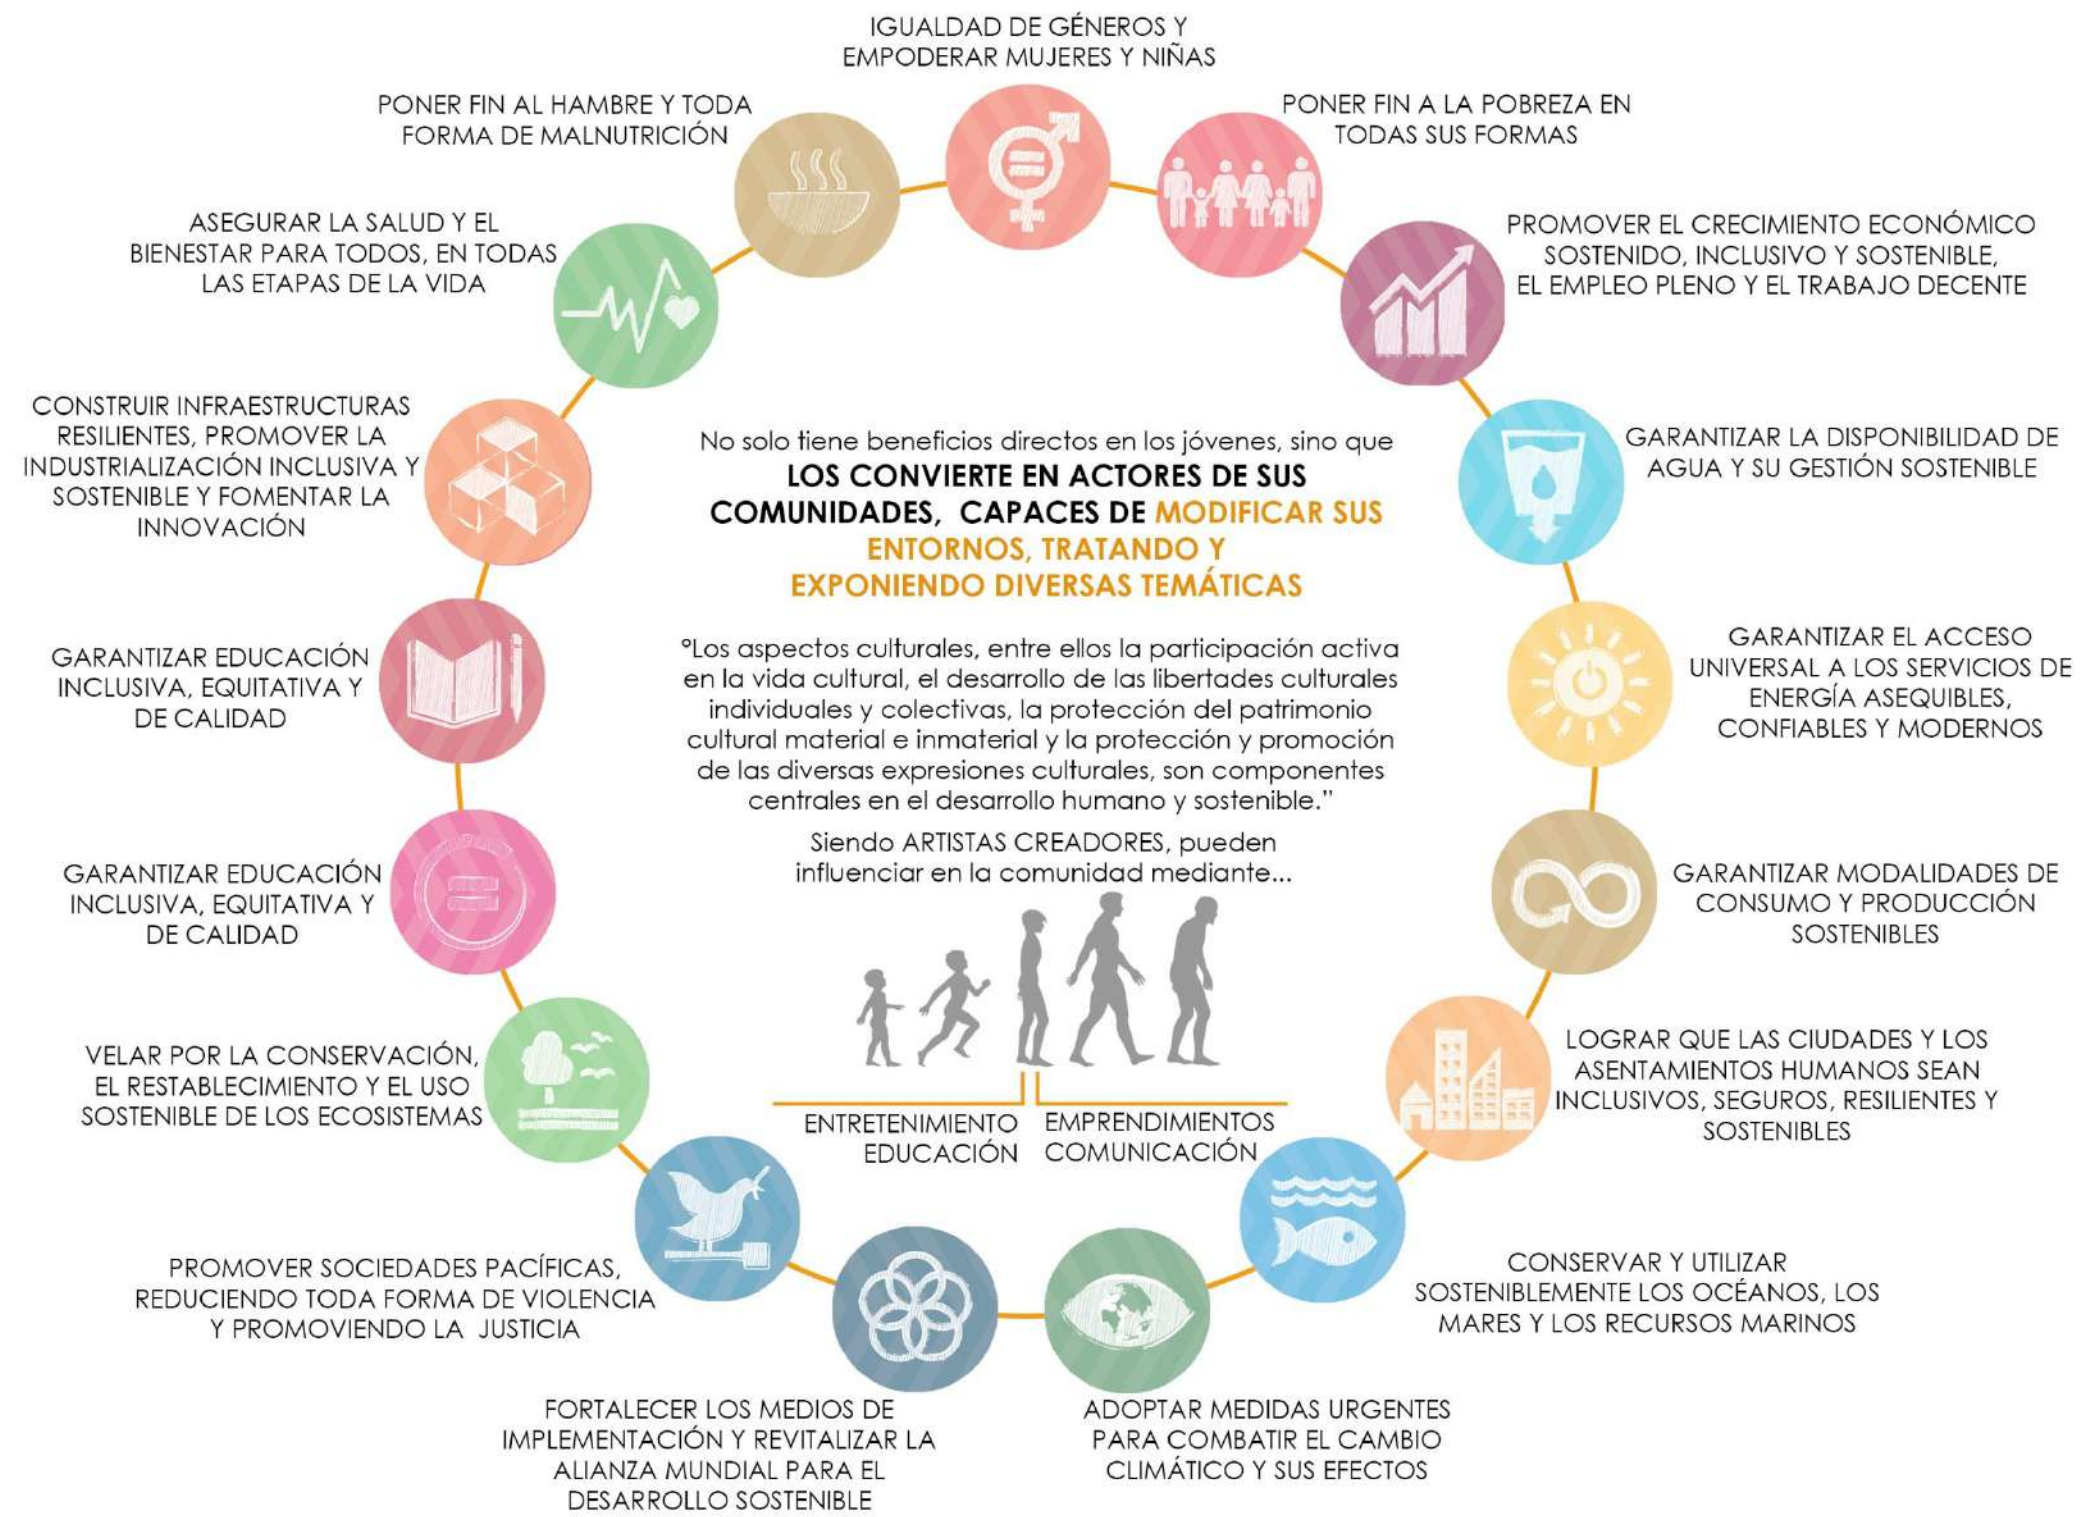 IGUALDAD DE GÉNEROS Y
EMPODERAR MUJERES Y NIÑAS
PONER FIN A LA POBREZA EN
TODAS SUS FORMAS
PROMOVER EL CRECIMIENTO ECONÓMICO
SOSTENIDO, INCLUSIVO Y SOSTENIBLE,
EL EMPLEO PLENO Y EL TRABAJO DECENTE
GARANTIZAR LA DISPONIBILIDAD DE
AGUA Y SU GESTIÓN SOSTENIBLE
GARANTIZAR EL ACCESO
UNIVERSAL A LOS SERVICIOS DE
ENERGÍA ASEQUIBLES,
CONFIABLES Y MODERNOS
GARANTIZAR MODALIDADES DE
CONSUMO Y PRODUCCIÓN
SOSTENIBLES
LOGRAR QUE LAS CIUDADES Y LOS
ASENTAMIENTOS HUMANOS SEAN
INCLUSIVOS, SEGUROS, RESILIENTES Y
SOSTENIBLES
CONSERVAR Y UTILIZAR
SOSTENIBLEMENTE LOS OCÉANOS, LOS
MARES Y LOS RECURSOS MARINOS
ADOPTAR MEDIDAS URGENTES
PARA COMBATIR EL CAMBIO
CLIMÁTICO Y SUS EFECTOS
FORTALECER LOS MEDIOS DE
IMPLEMENTACIÓN Y REVITALIZAR LA
ALIANZA MUNDIAL PARA EL
DESARROLLO SOSTENIBLE
PROMOVER SOCIEDADES PACÍFICAS,
REDUCIENDO TODA FORMA DE VIOLENCIA
Y PROMOVIENDO LA JUSTICIA
VELAR POR LA CONSERVACIÓN,
EL RESTABLECIMIENTO Y EL USO
SOSTENIBLE DE LOS ECOSISTEMAS
GARANTIZAR EDUCACIÓN
INCLUSIVA, EQUITATIVA Y
DE CALIDAD
GARANTIZAR EDUCACIÓN
INCLUSIVA, EQUITATIVA Y
DE CALIDAD
CONSTRUIR INFRAESTRUCTURAS
RESILIENTES, PROMOVER LA
INDUSTRIALIZACIÓN INCLUSIVA Y
SOSTENIBLE Y FOMENTAR LA
INNOVACIÓN
ASEGURAR LA SALUD Y EL
BIENESTAR PARA TODOS, EN TODAS
LAS ETAPAS DE LA VIDA
PONER FIN AL HAMBRE Y TODA
FORMA DE MALNUTRICIÓN
No solo tiene beneficios directos en los jóvenes, sino que
LOS CONVIERTE EN ACTORES DE SUS
COMUNIDADES, CAPACES DE MODIFICAR SUS
ENTORNOS, TRATANDO Y
EXPONIENDO DIVERSAS TEMÁTICAS
°Los aspectos culturales, entre ellos la participación activa
en la vida cultural, el desarrollo de las libertades culturales
individuales y colectivas, la protección del patrimonio
cultural material e inmaterial y la protección y promoción
de las diversas expresiones culturales, son componentes
centrales en el desarrollo humano y sostenible.”
Siendo ARTISTAS CREADORES, pueden
influenciar en la comunidad mediante...
ENTRETENIMIENTO
EDUCACIÓN
EMPRENDIMIENTOS
COMUNICACIÓN